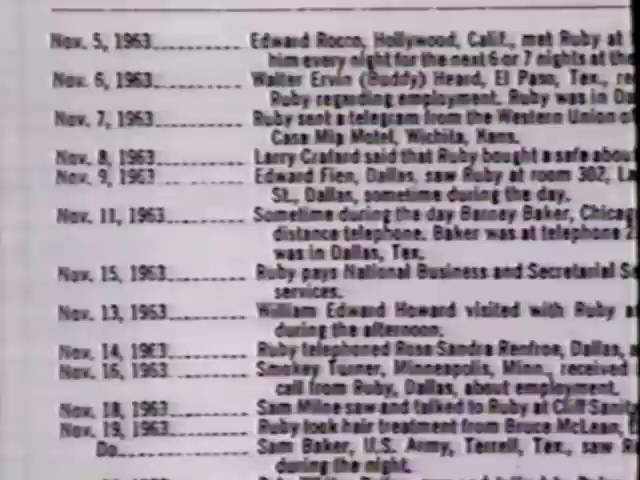 Nov. 5, 1963 Edward Rocco, Hollywood, Calif., met Ruby at
him every night for the next 6 or 7 nights at the
Nov. 6, 1963 Walter Ervin (Buddy) Heard, El Paso, Tex., re
Ruby regarding employment. Ruby was in Da
Nov. 7, 1963 Ruby sent a telegram from the Western Union o
Casa Mia Motel, Wichita, Kans.
Nov. 8, 1963 Larry Crafard said that Ruby bought a safe abou
Nov. 9, 1963 Edward Fien, Dallas, saw Ruby at room 302, La
St., Dallas, sometime during the day.
Nov. 11, 1963 Sometime during the day Barney Baker, Chicag
distance telephone. Baker was at telephone
was in Dallas, Tex.
Nov. 15, 1963 Ruby pays National Business and Secretarial S
services.
Nov. 13, 1963 William Edward Howard visited with Ruby a
during the afternoon.
Nov. 14, 1963 Ruby telephoned Rose Sandra Renfroe, Dallas,
Nov. 16, 1963 Smokey Turner, Minneapolis, Minn., received
call from Ruby, Dallas, about employment.
Nov. 18, 1963 Sam Milne saw and talked to Ruby at Cliff Sanit
Nov. 19, 1963 Ruby took hair treatment from Bruce McLean,
Do Sam Baker, U.S. Army, Terrell, Tex., saw R
during the night.